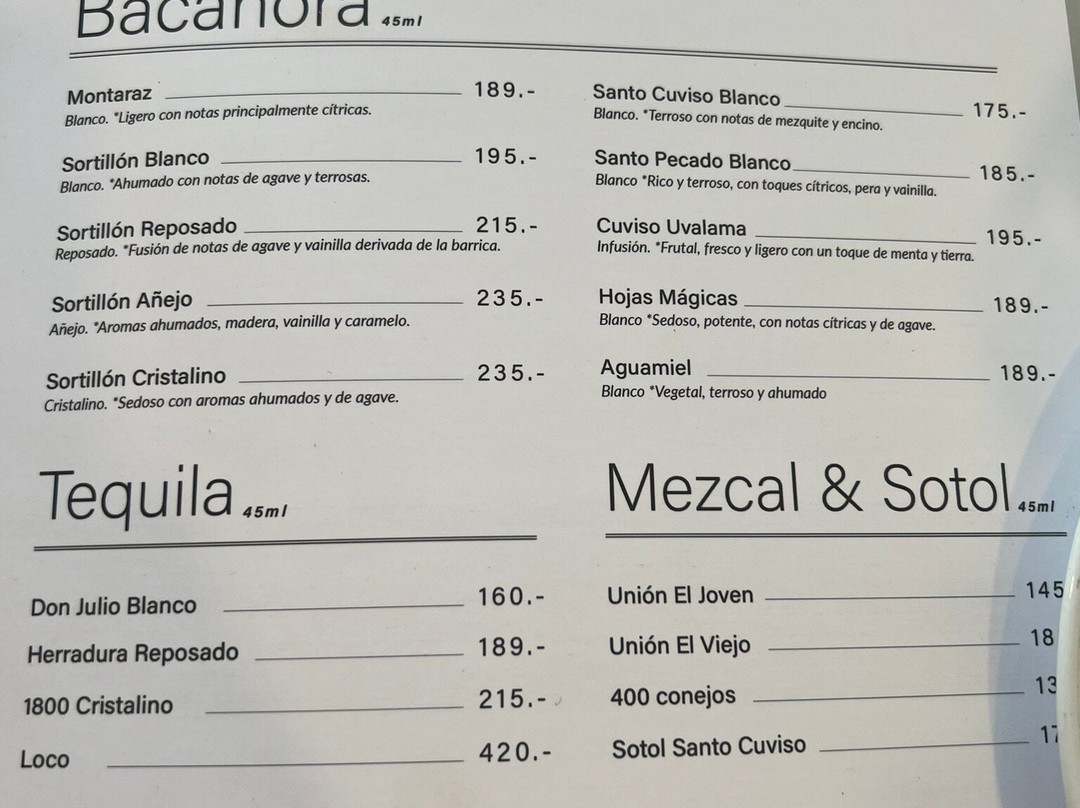 Bacanora 45ml
Montaraz 189.-
Blanco. *Ligero con notas principalmente cítricas.
Sortillón Blanco 195.-
Blanco. *Ahumado con notas de agave y terrosas.
Sortillón Reposado 215.-
Reposado. *Fusión de notas de agave y vainilla derivada de la barrica.
Sortillón Añejo 235.-
Añejo. *Aromas ahumados, madera, vainilla y caramelo.
Sortillón Cristalino 235.-
Cristalino. *Sedoso con aromas ahumados y de agave.
Santo Cuviso Blanco 175.-
Blanco. *Terroso con notas de mezquite y encino.
Santo Pecado Blanco 185.-
Blanco *Rico y terroso, con toques cítricos, pera y vainilla.
Cuviso Uvalama 195.-
Infusión. *Frutal, fresco y ligero con un toque de menta y tierra.
Hojas Mágicas 189.-
Blanco *Sedoso, potente, con notas cítricas y de agave.
Aguamiel 189.-
Blanco *Vegetal, terroso y ahumado
Tequila 45ml
Don Julio Blanco 160.-
Herradura Reposado 189.-
1800 Cristalino 215.-
Loco 420.-
Mezcal & Sotol 45ml
Unión El Joven 145
Unión El Viejo
400 conejos
Sotol Santo Cuviso